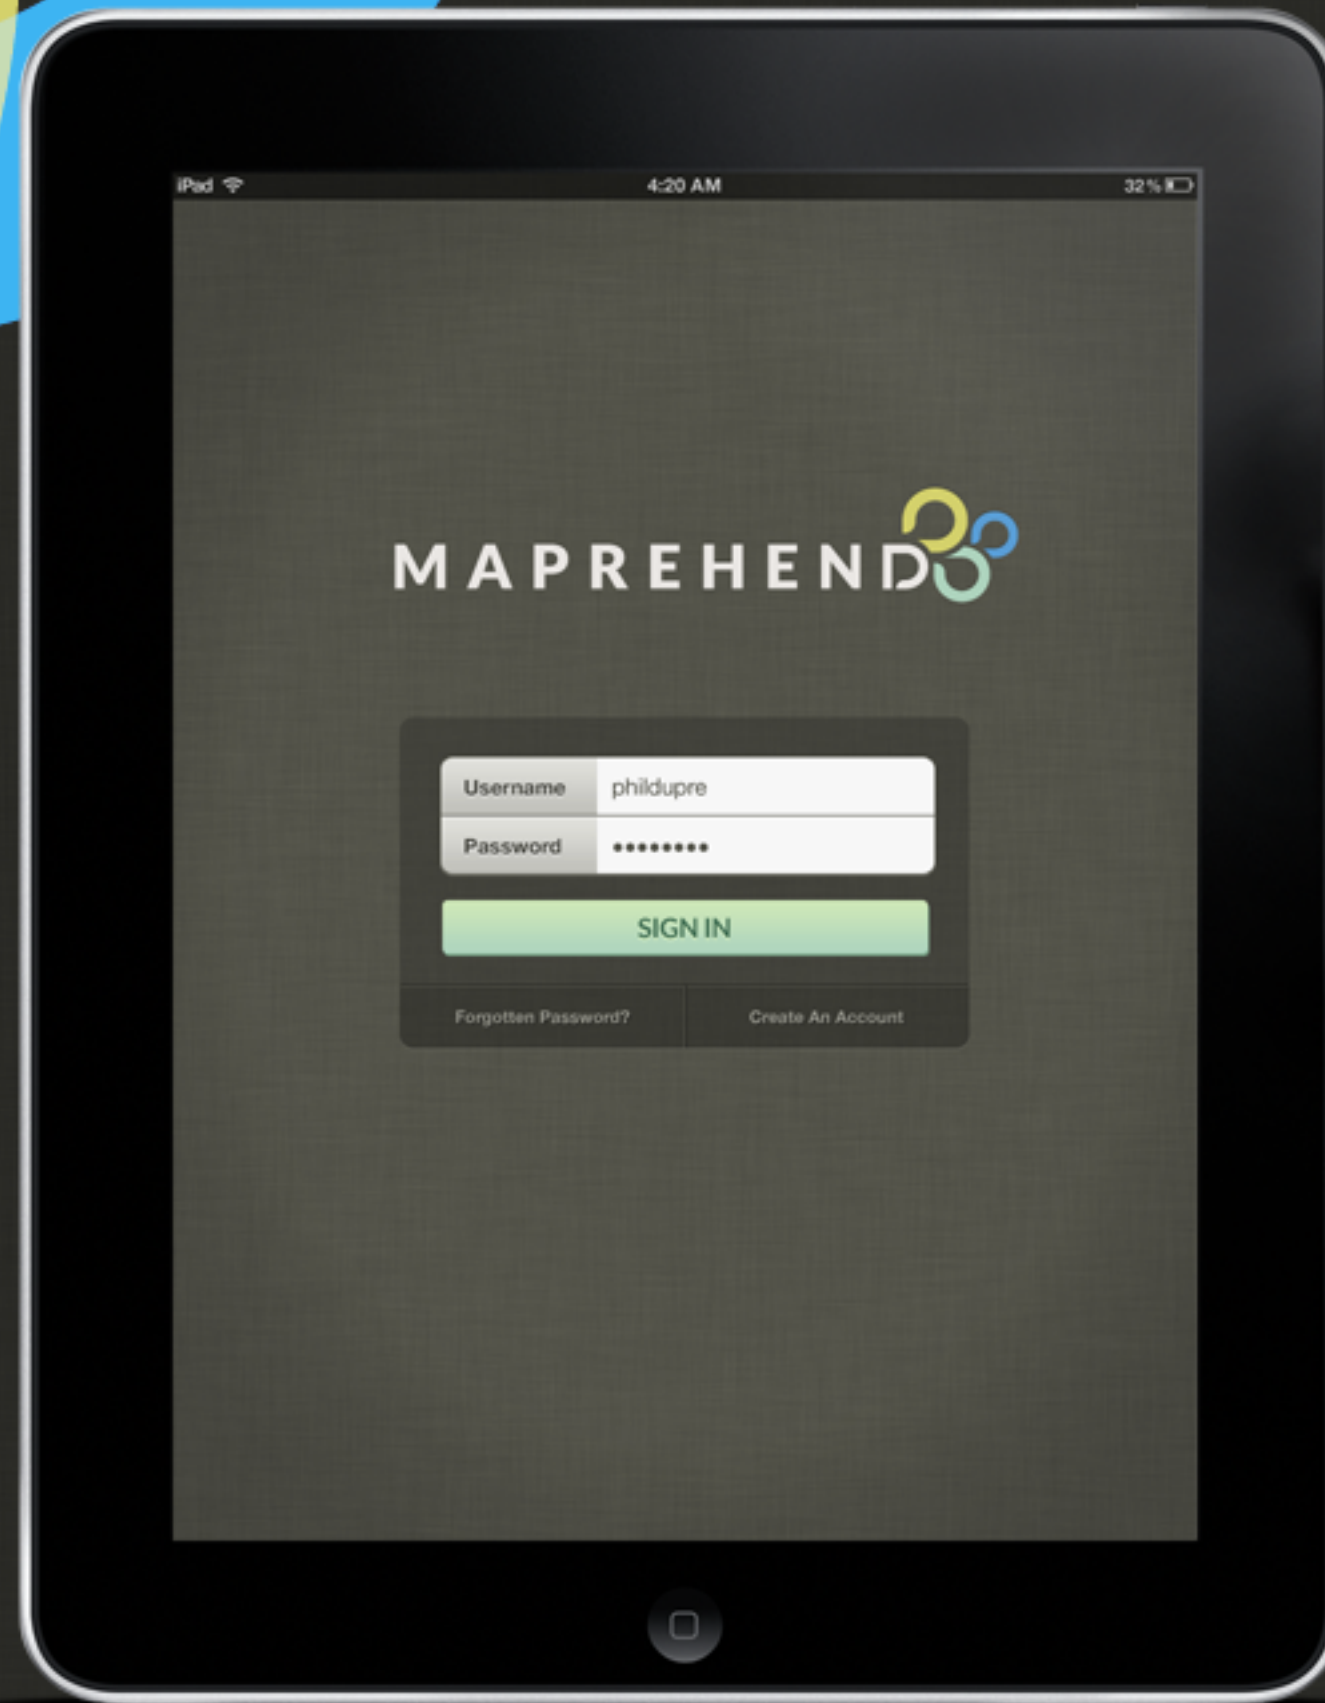 iPad 4:20 AM 32%
MAPREHEND
Username phildupre
Password ••••••••
SIGN IN
Forgotten Password? Create An Account